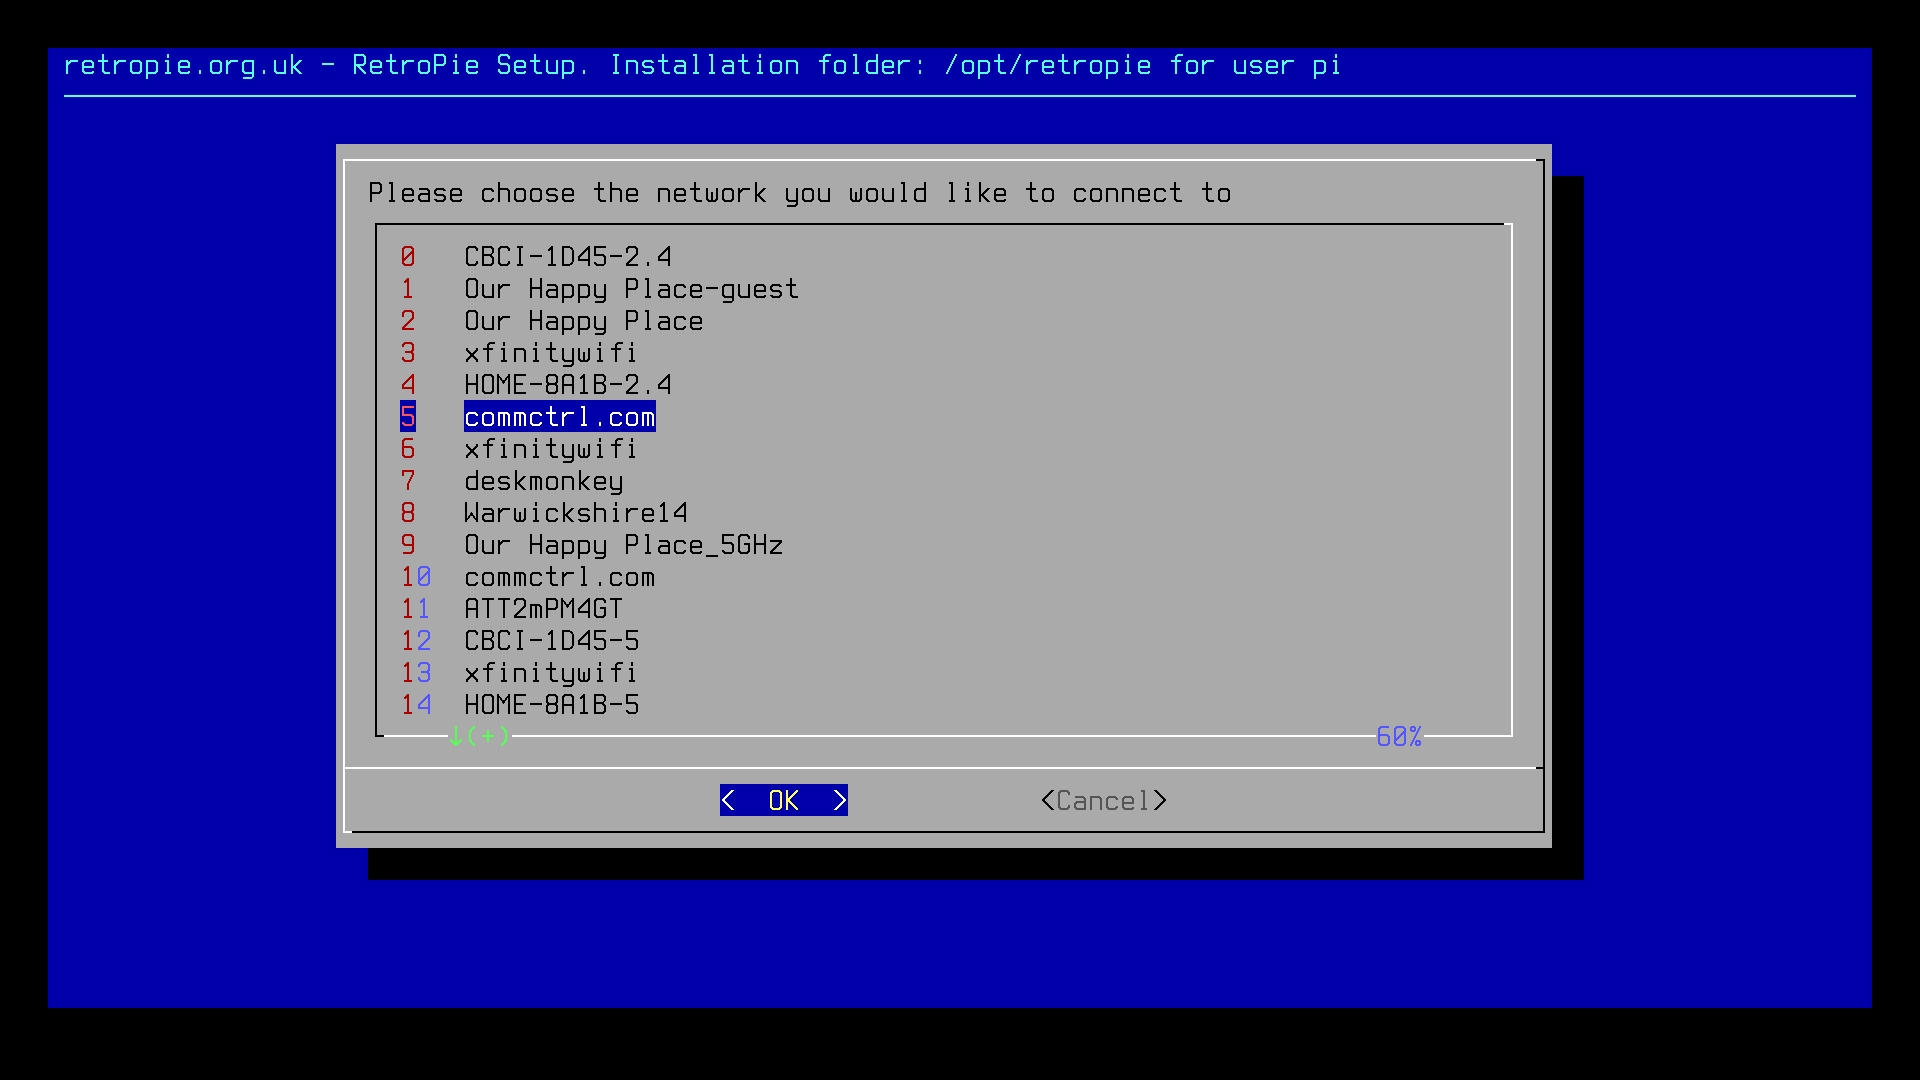 retropie.org.uk - RetroPie Setup. Installation folder: /opt/retropie for user pi
Please choose the network you would like to connect to
0 CBCI-1D45-2.4
1 Our Happy Place-guest
2 Our Happy Place
3 xfinitywifi
4 HOME-8A1B-2.4
5 commctrl.com
6 xfinitywifi
7 deskmonkey
8 Warwickshire14
9 Our Happy Place_5GHz
10 commctrl.com
11 ATT2mPM4GT
12 CBCI-1D45-5
13 xfinitywifi
14 HOME-8A1B-5
↓(+) 60%
< OK > <Cancel>